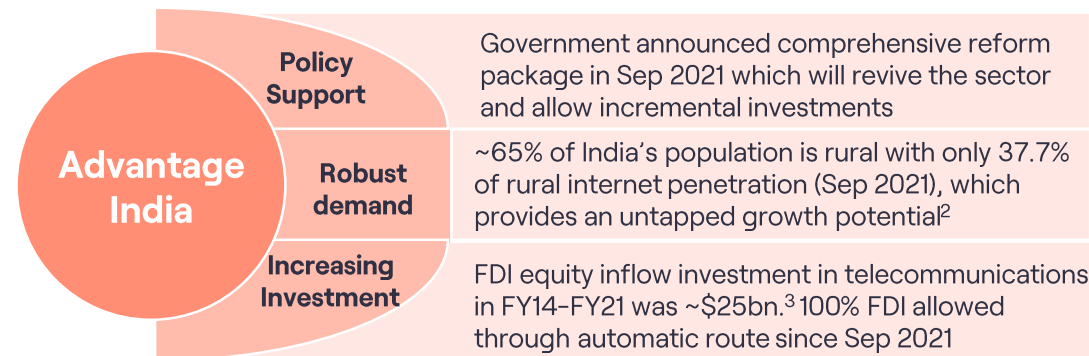 Advantage
India
Policy
Support
Government announced comprehensive reform
package in Sep 2021 which will revive the sector
and allow incremental investments
Robust
demand
~65% of India's population is rural with only 37.7%
of rural internet penetration (Sep 2021), which
provides an untapped growth potential²
Increasing
Investment
FDI equity inflow investment in telecommunications
in FY14-FY21 was ~$25bn.³ 100% FDI allowed
through automatic route since Sep 2021